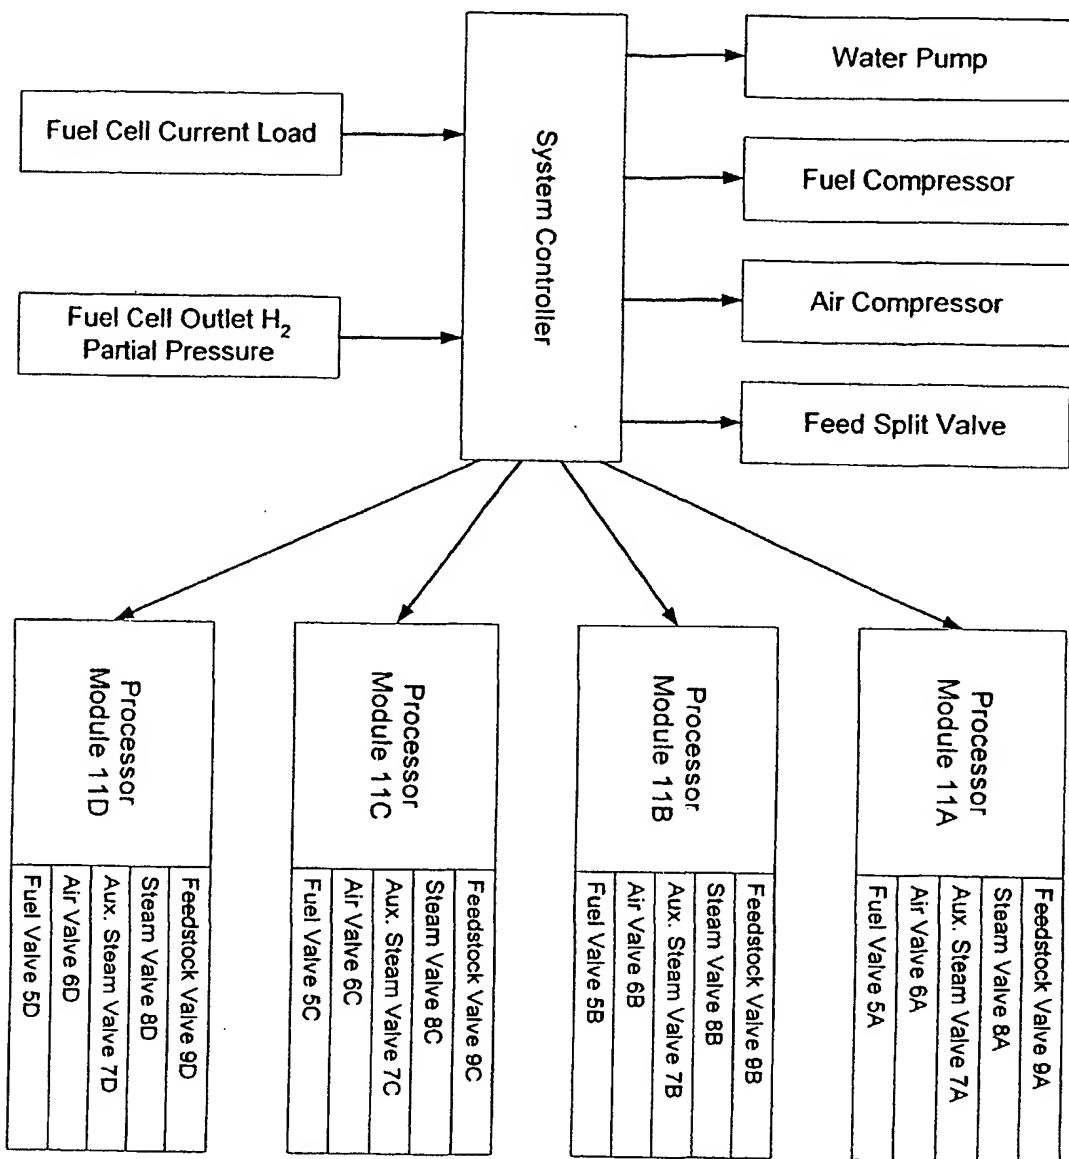 Fuel Cell Current Load
Fuel Cell Outlet H₂
Partial Pressure
System Controller
Water Pump
Fuel Compressor
Air Compressor
Feed Split Valve
Processor
Module 11D
Feedstock Valve 9D
Steam Valve 8D
Aux. Steam Valve 7D
Air Valve 6D
Fuel Valve 5D
Processor
Module 11C
Feedstock Valve 9C
Steam Valve 8C
Aux. Steam Valve 7C
Air Valve 6C
Fuel Valve 5C
Processor
Module 11B
Feedstock Valve 9B
Steam Valve 8B
Aux. Steam Valve 7B
Air Valve 6B
Fuel Valve 5B
Processor
Module 11A
Feedstock Valve 9A
Steam Valve 8A
Aux. Steam Valve 7A
Air Valve 6A
Fuel Valve 5A